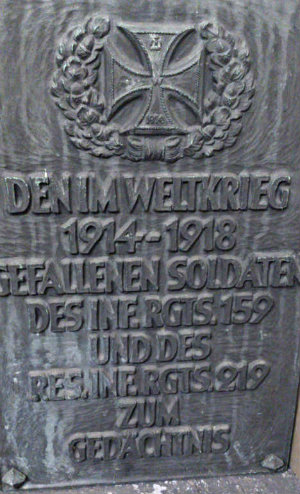 DEN IM WELTKRIEG
1914--1918
GEFALLENEN SOLDATEN
DES INF.RGTS.159
UND DES
RES.INF.RGTS.219
ZUM
GEDÄCHTNIS